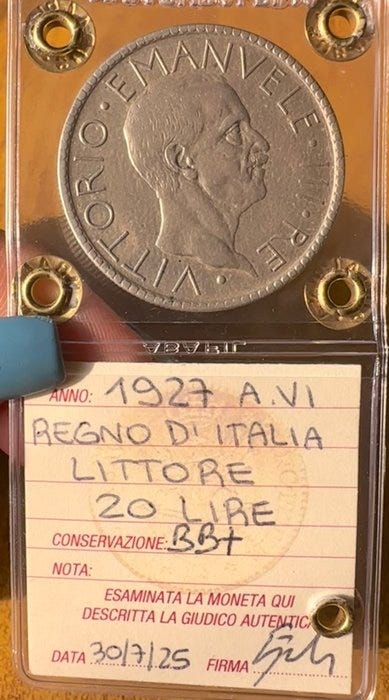 VITTORIO · EMANVELE · III · RE ·
ABAFIL
ANNO: 1927 A.VI
REGNO D'ITALIA
LITTORE
20 LIRE
CONSERVAZIONE: BB+
NOTA:
ESAMINATA LA MONETA QUI
DESCRITTA LA GIUDICO AUTENTICA
DATA 30/7/25 FIRMA